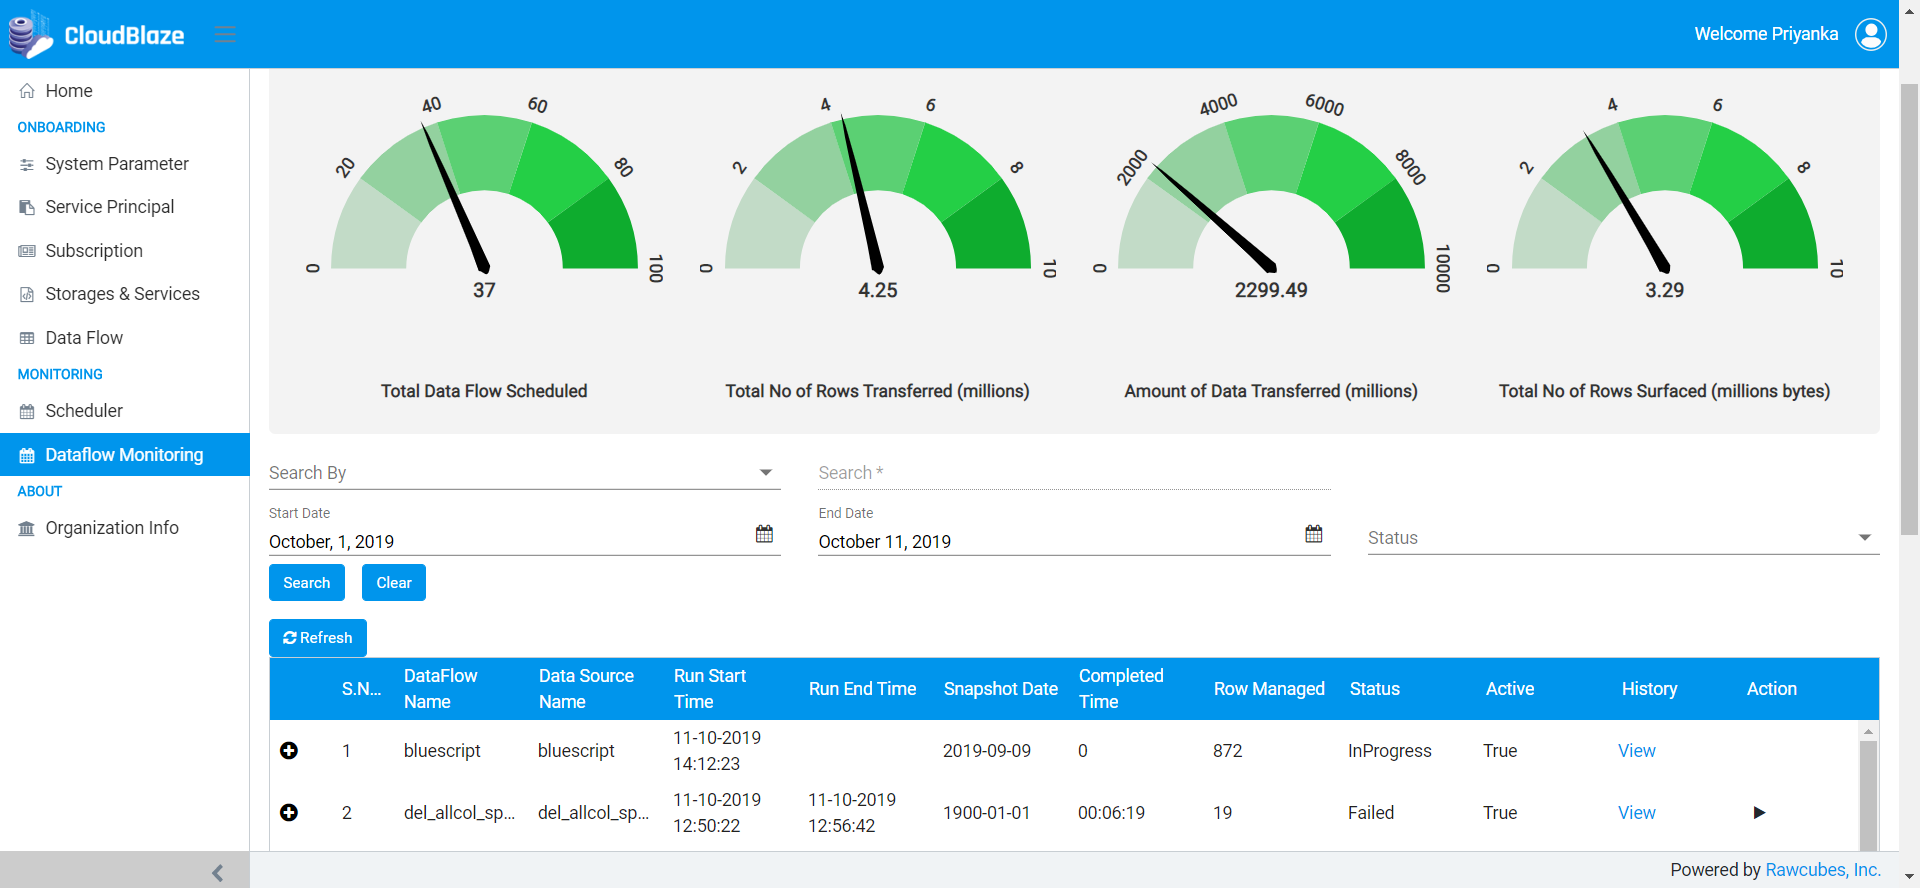 CloudBlaze
Welcome Priyanka
Home
ONBOARDING
System Parameter
Service Principal
Subscription
Storages & Services
Data Flow
MONITORING
Scheduler
Dataflow Monitoring
ABOUT
Organization Info
0 20 40 60 80 100
37
Total Data Flow Scheduled
0 2 4 6 8 10
4.25
Total No of Rows Transferred (millions)
0 2000 4000 6000 8000 10000
2299.49
Amount of Data Transferred (millions)
0 2 4 6 8 10
3.29
Total No of Rows Surfaced (millions bytes)
Search By
Search *
Start Date
October, 1, 2019
End Date
October 11, 2019
Status
Search
Clear
Refresh
S.N...
DataFlow
Name
Data Source
Name
Run Start
Time
Run End Time
Snapshot Date
Completed
Time
Row Managed
Status
Active
History
Action
1
bluescript
bluescript
11-10-2019
14:12:23
2019-09-09
0
872
InProgress
True
View
2
del_allcol_sp...
del_allcol_sp...
11-10-2019
12:50:22
11-10-2019
12:56:42
1900-01-01
00:06:19
19
Failed
True
View
Powered by Rawcubes, Inc.